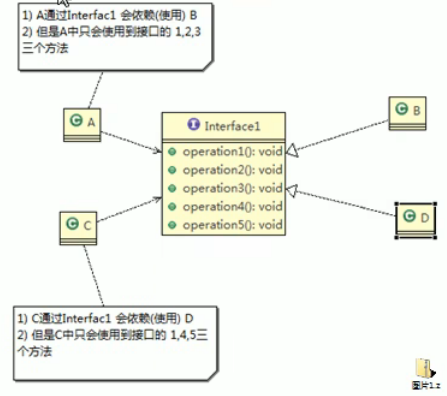 1) A通过Interfac1 会依赖(使用) B
2) 但是A中只会使用到接口的 1,2,3
三个方法
C A
C B
I Interface1
operation1(): void
operation2(): void
operation3(): void
operation4(): void
operation5(): void
C C
C D
1) C通过Interfac1 会依赖(使用) D
2) 但是C中只会使用到接口的 1,4,5三
个方法
图片1.z